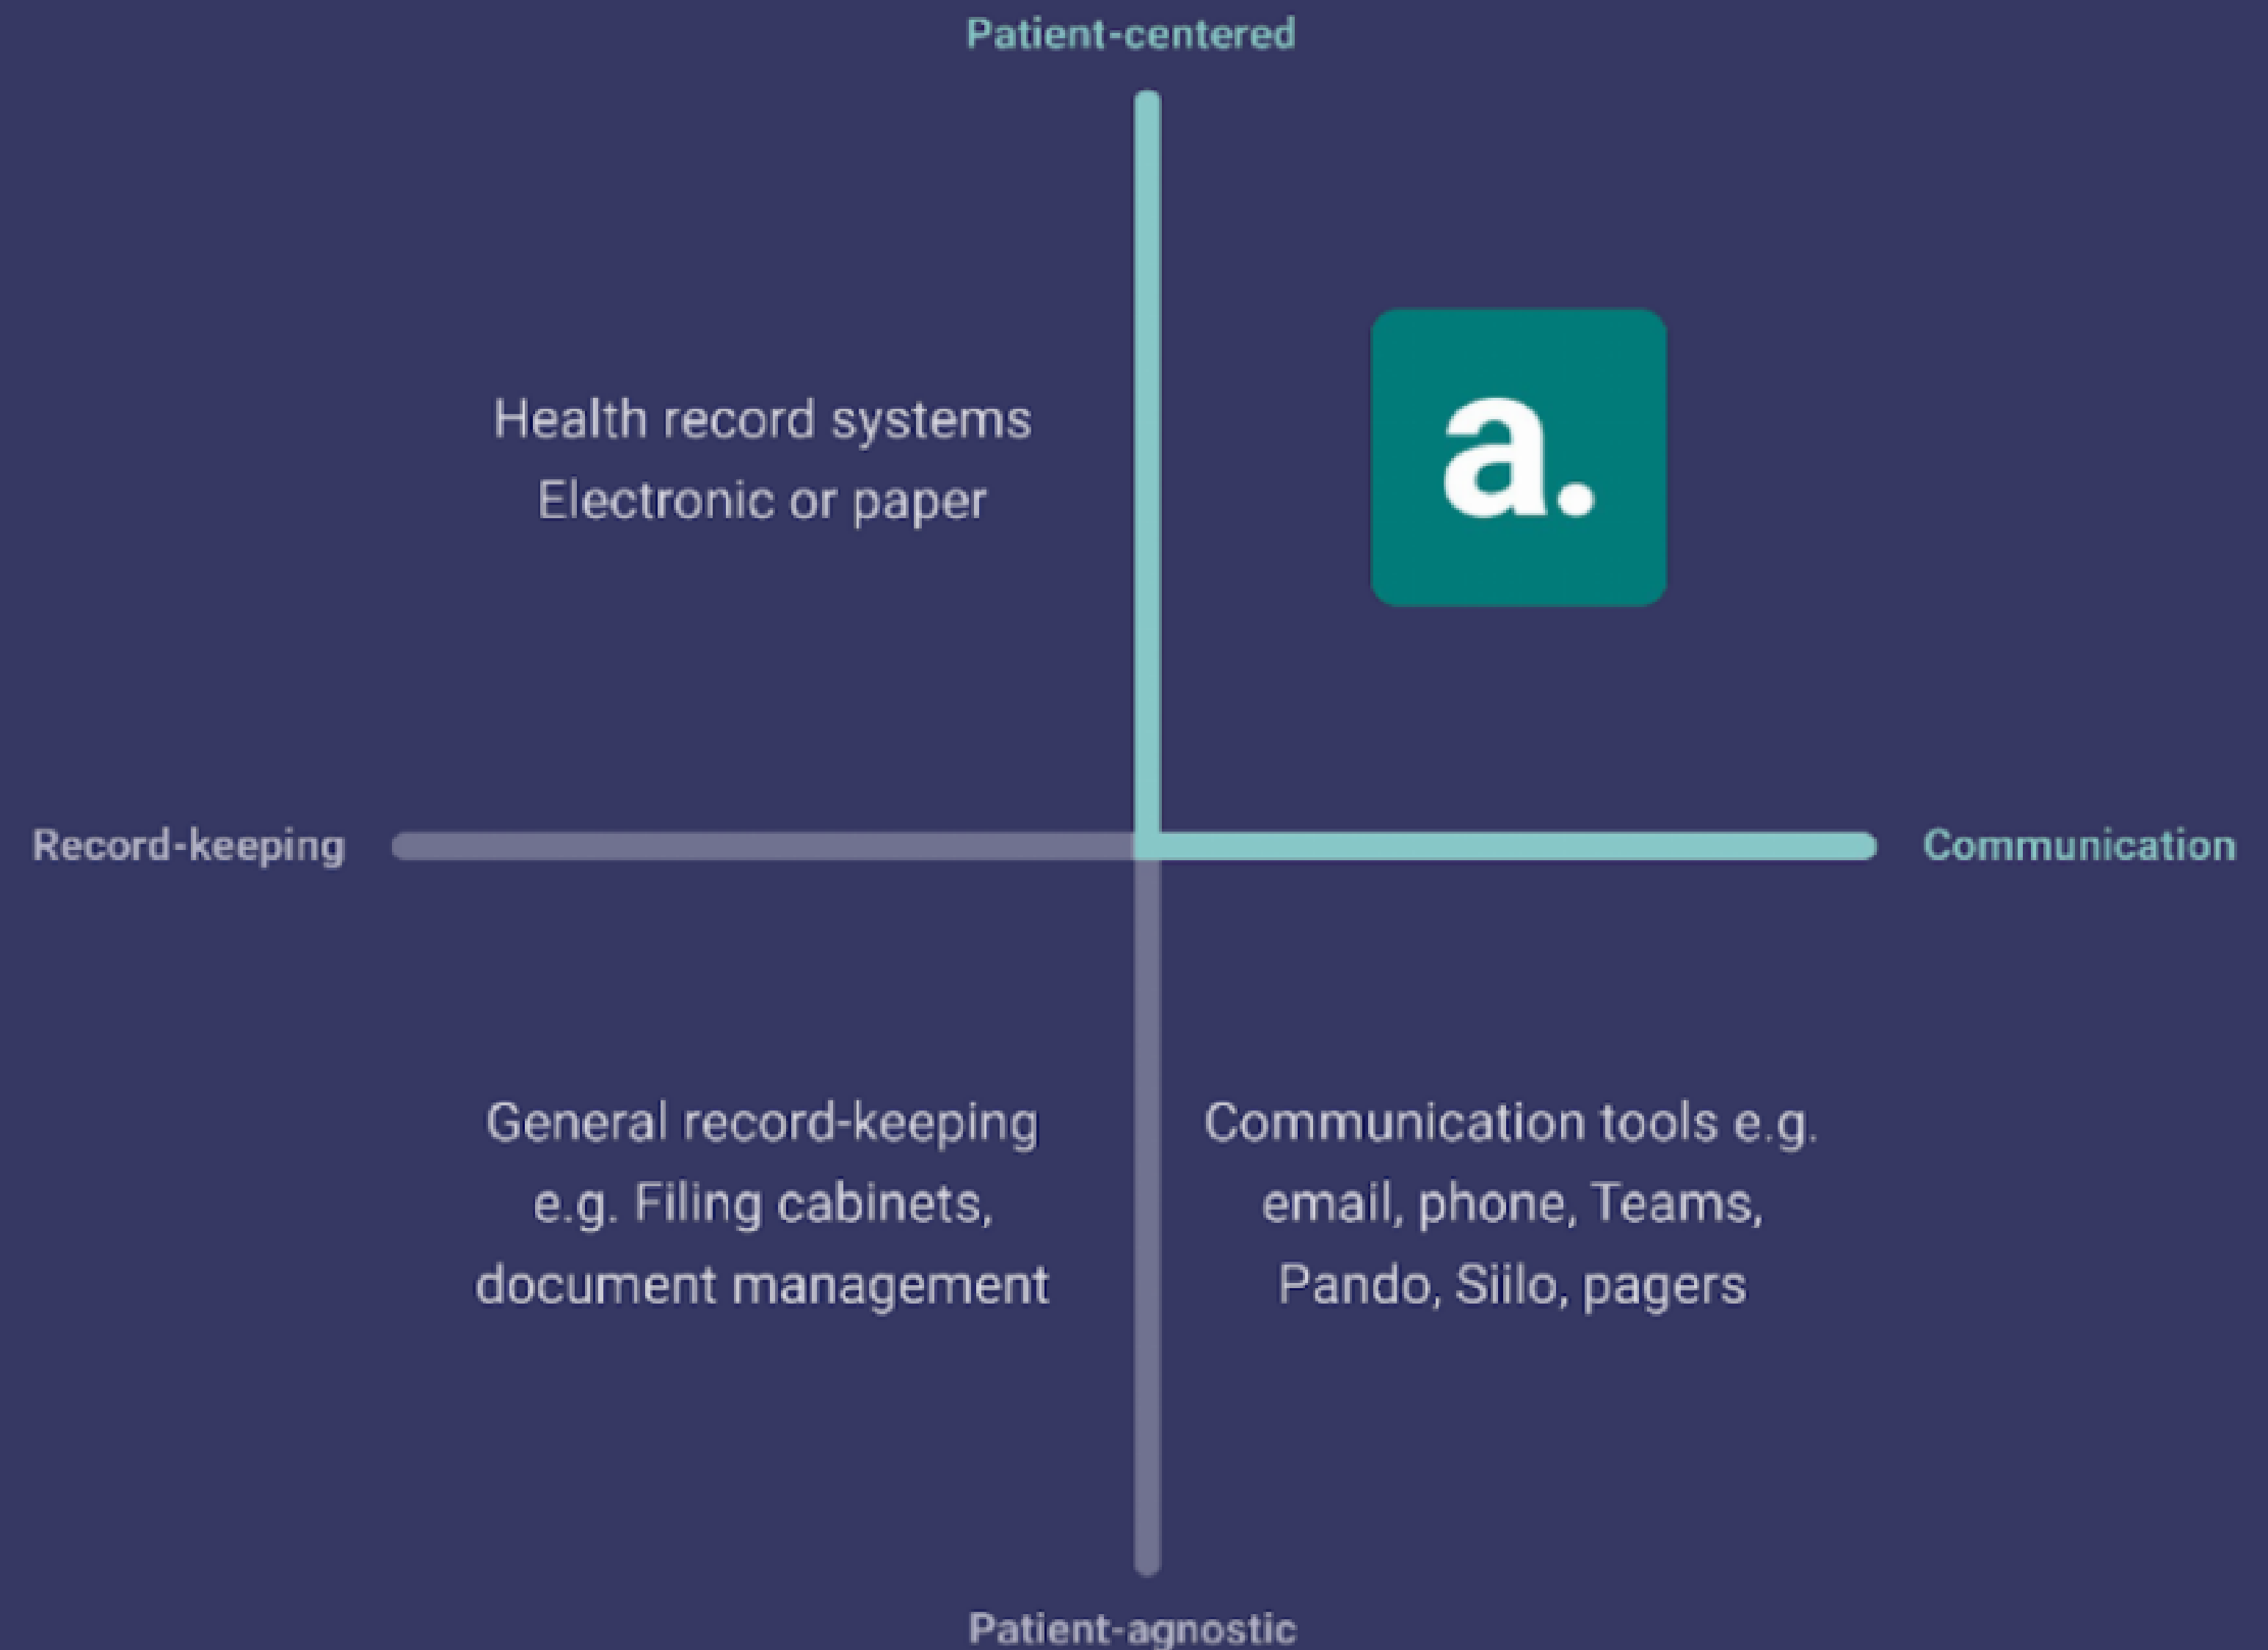 Patient-centered
Health record systems
Electronic or paper
a.
Record-keeping
Communication
General record-keeping
e.g. Filing cabinets,
document management
Communication tools e.g.
email, phone, Teams,
Pando, Siilo, pagers
Patient-agnostic